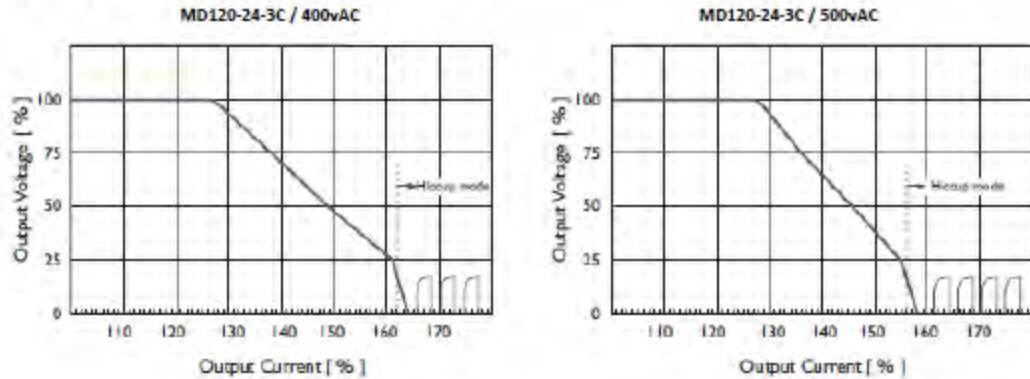 MD120-24-3C / 400vAC
Output Voltage [ % ]
100
75
50
25
0
Hiccup mode
110 120 130 140 150 160 170
Output Current [ % ]
MD120-24-3C / 500vAC
Output Voltage [ % ]
100
75
50
25
0
Hiccup mode
110 120 130 140 150 160 170
Output Current [ % ]